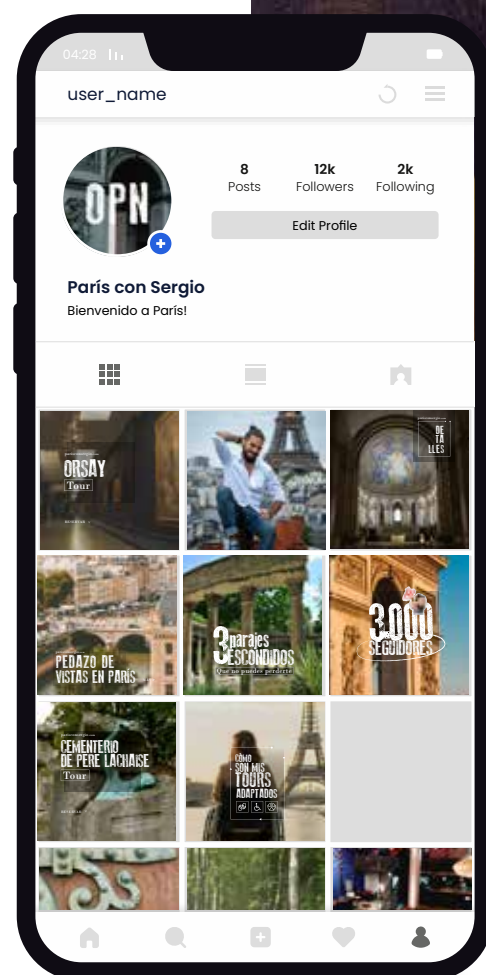 04:28
user_name
OPN
8
12k
2k
Posts
Followers
Following
Edit Profile
París con Sergio
Bienvenido a París!
ORSAY
Tour
DE
TA
LLES
PEDAZO DE
VISTAS EN PARÍS
3 parajes
ESCONDIDOS
Que no puedes perderte
3.000
SEGUIDORES
CEMENTERIO
DE PÈRE LACHAISE
Tour
CÓMO
SON MIS
TOURS
ADAPTADOS